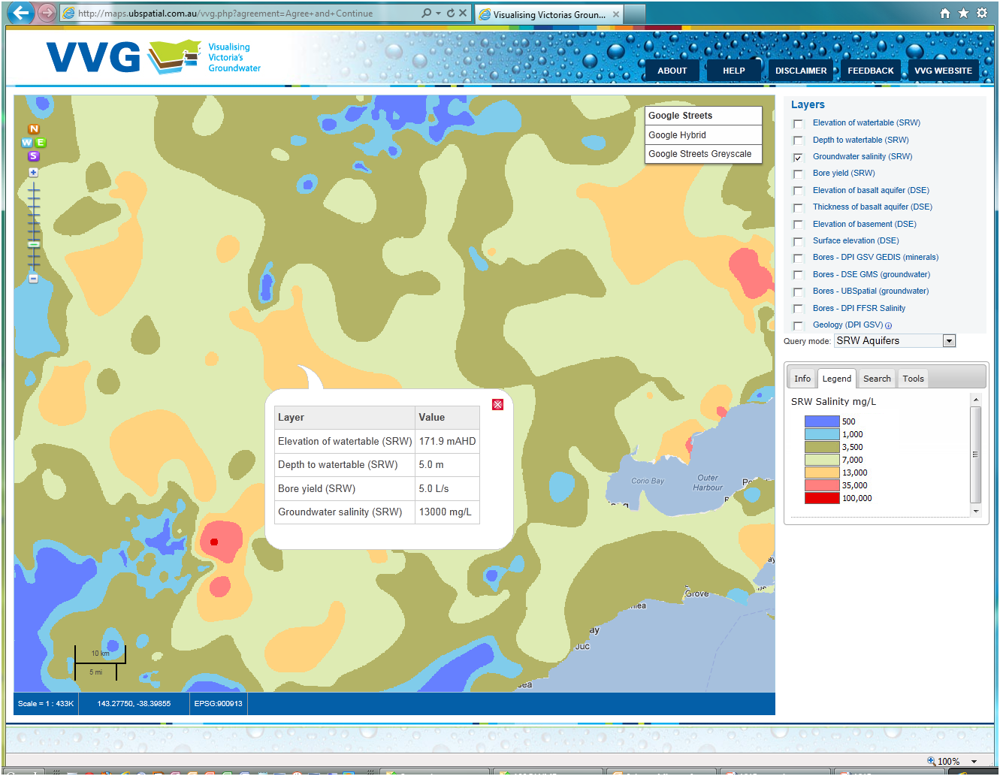 http://maps.ubspatial.com.au/vvg.php?agreement=Agree+and+Continue
Visualising Victorias Groun...
VVG
Visualising
Victoria's
Groundwater
ABOUT
HELP
DISCLAIMER
FEEDBACK
VVG WEBSITE
N
W E
S
Google Streets
Google Hybrid
Google Streets Greyscale
Layers
Elevation of watertable (SRW)
Depth to watertable (SRW)
Groundwater salinity (SRW)
Bore yield (SRW)
Elevation of basalt aquifer (DSE)
Thickness of basalt aquifer (DSE)
Elevation of basement (DSE)
Surface elevation (DSE)
Bores - DPI GSV GEDIS (minerals)
Bores - DSE GMS (groundwater)
Bores - UBSpatial (groundwater)
Bores - DPI FFSR Salinity
Geology (DPI GSV)
Query mode: SRW Aquifers
Info Legend Search Tools
SRW Salinity mg/L
500
1,000
3,500
7,000
13,000
35,000
100,000
Layer Value
Elevation of watertable (SRW) 171.9 mAHD
Depth to watertable (SRW) 5.0 m
Bore yield (SRW) 5.0 L/s
Groundwater salinity (SRW) 13000 mg/L
Corio Bay
Outer
Harbour
Grove
10 km
5 mi
Scale = 1 : 433K
143.27750, -38.39855
EPSG:900913
100%